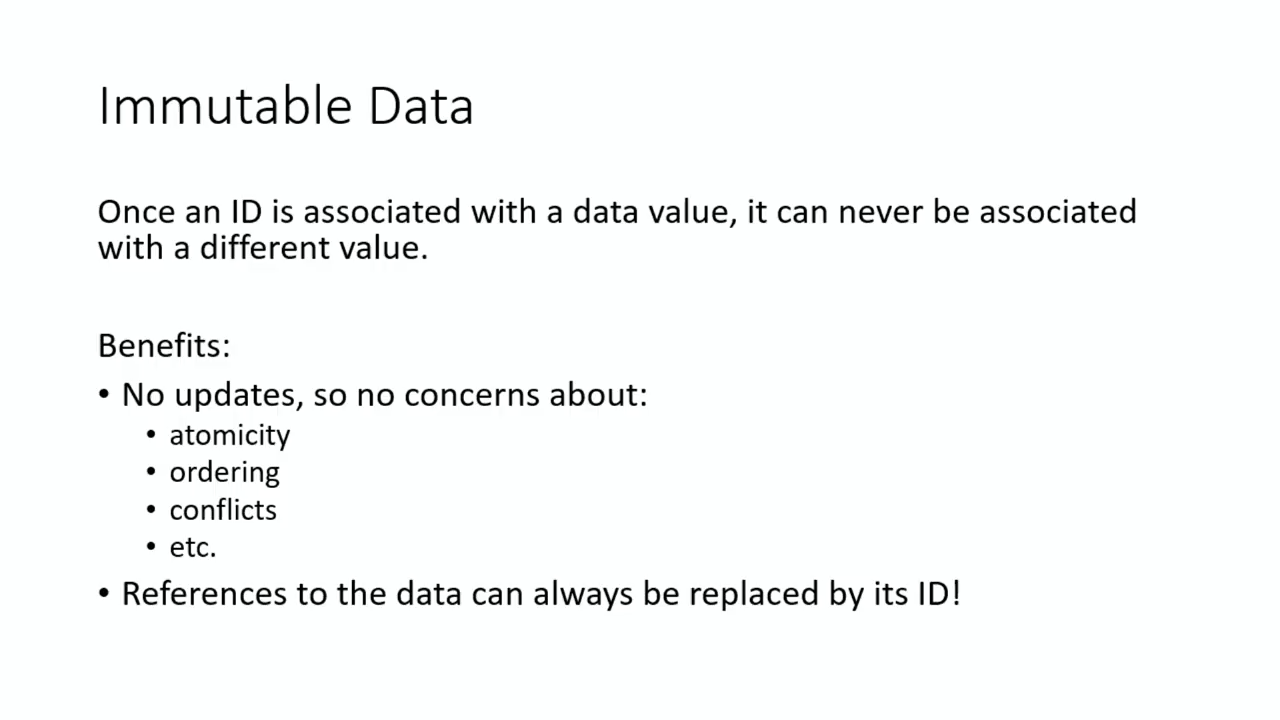 Immutable Data
Once an ID is associated with a data value, it can never be associated
with a different value.
Benefits:
• No updates, so no concerns about:
• atomicity
• ordering
• conflicts
• etc.
• References to the data can always be replaced by its ID!